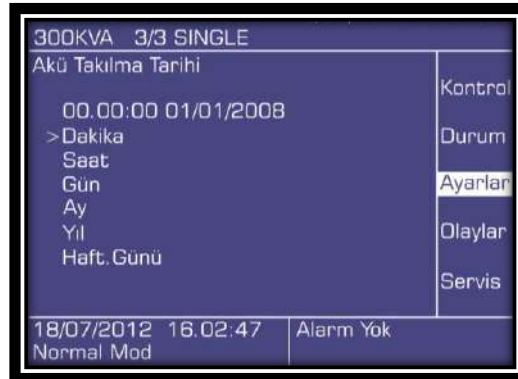 300KVA 3/3 SINGLE
Akü Takılma Tarihi
00.00:00 01/01/2008
>Dakika
Saat
Gün
Ay
Yıl
Haft.Günü
Kontrol
Durum
Ayarlar
Olaylar
Servis
18/07/2012 16.02:47
Normal Mod
Alarm Yok